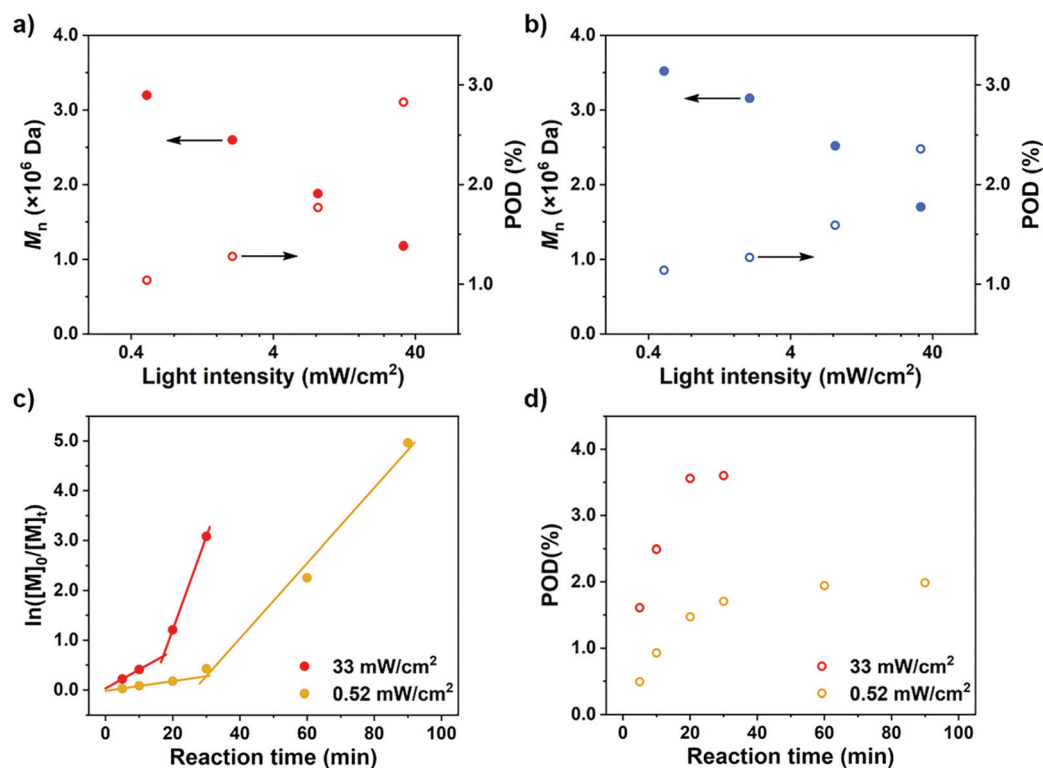 a)
4.0
3.0
2.0
1.0
0.0
Mn (×10⁶ Da)
3.0
2.0
1.0
POD (%)
0.4
4
40
Light intensity (mW/cm²)
b)
4.0
3.0
2.0
1.0
0.0
Mn (×10⁶ Da)
3.0
2.0
1.0
POD (%)
0.4
4
40
Light intensity (mW/cm²)
c)
5.0
4.0
3.0
2.0
1.0
0.0
ln([M]₀/[M]t)
33 mW/cm²
0.52 mW/cm²
0
20
40
60
80
100
Reaction time (min)
d)
4.0
3.0
2.0
1.0
0.0
POD(%)
33 mW/cm²
0.52 mW/cm²
0
20
40
60
80
100
Reaction time (min)